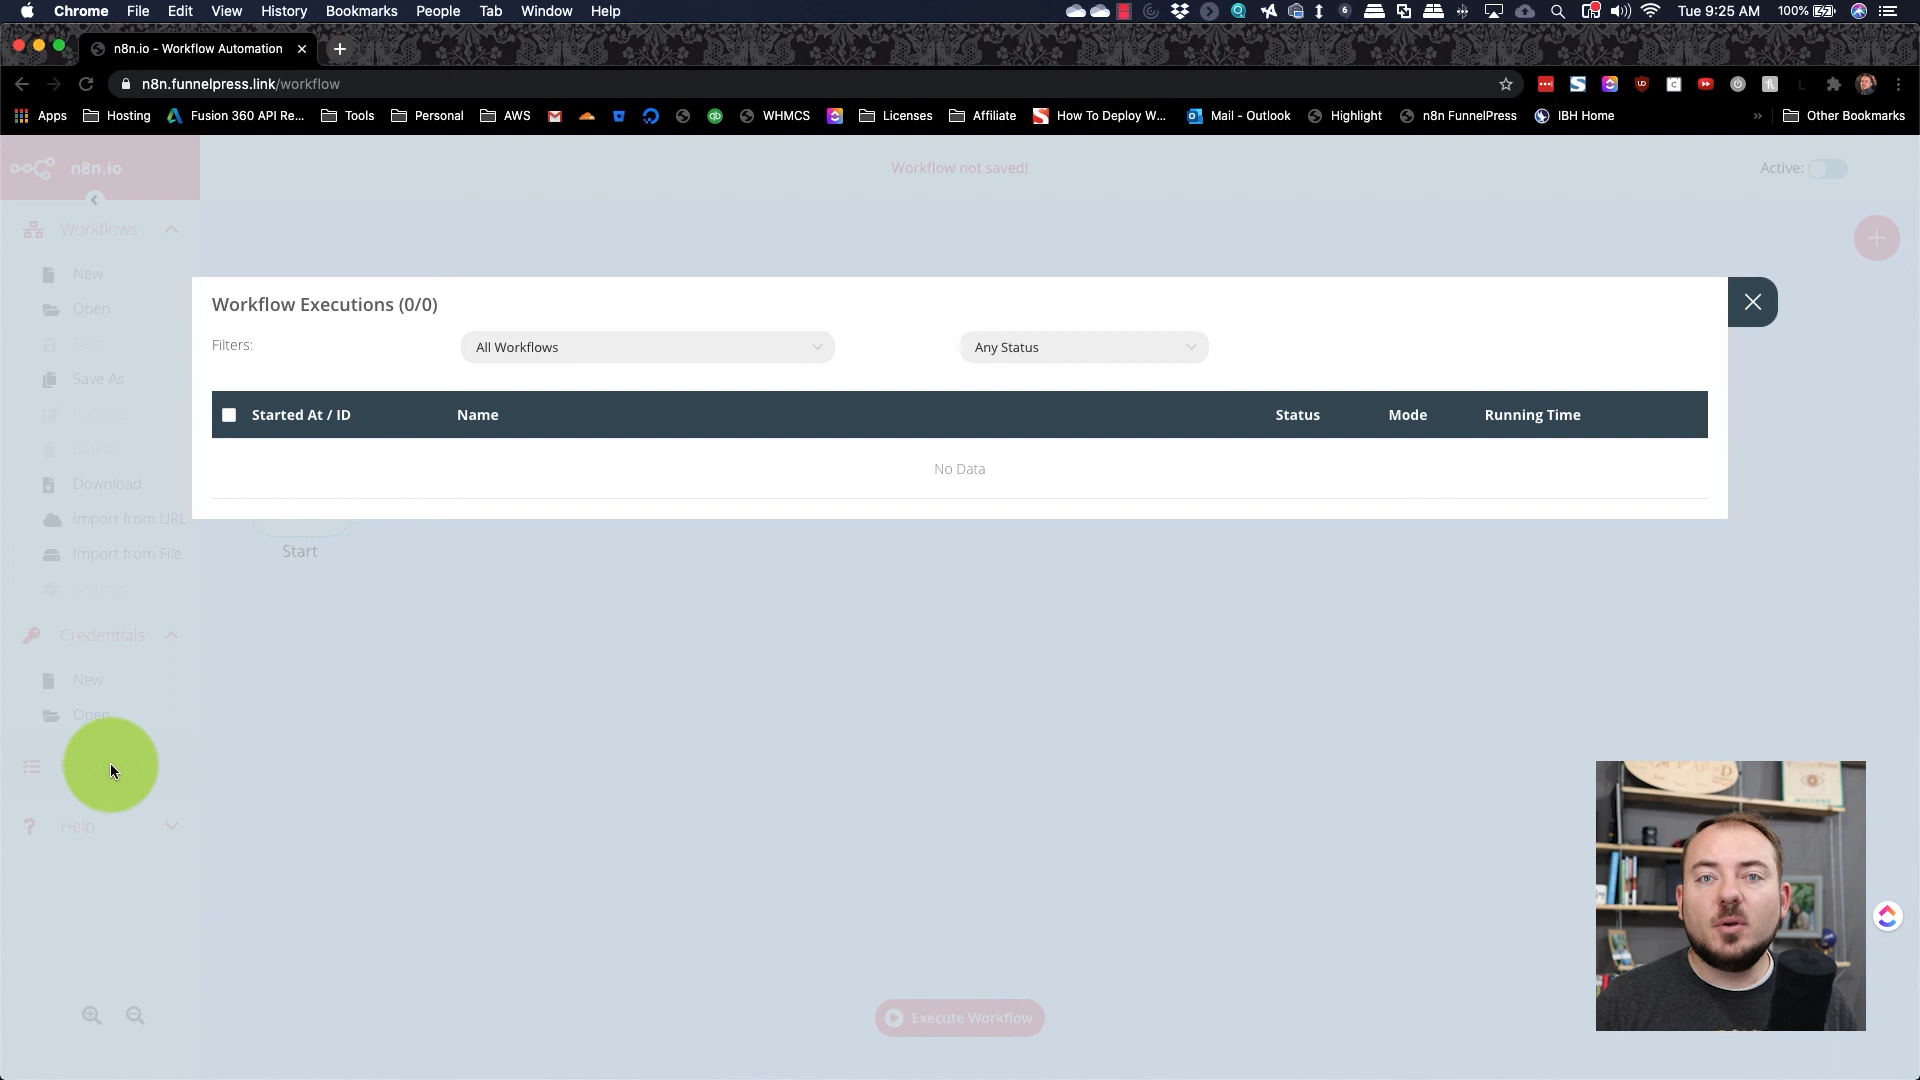 Chrome File Edit View History Bookmarks People Tab Window Help
Tue 9:25 AM 100%
n8n.io - Workflow Automation
n8n.funnelpress.link/workflow
Apps Hosting Fusion 360 API Re... Tools Personal AWS WHMCS Licenses Affiliate How To Deploy W... Mail - Outlook Highlight n8n FunnelPress IBH Home » Other Bookmarks
n8n.io
Workflow not saved!
Active:
Workflows
New
Open
Save As
Download
Import from URL
Import from File
Credentials
New
Open
Help
Workflow Executions (0/0)
Filters:
All Workflows
Any Status
Started At / ID Name Status Mode Running Time
No Data
Start
Execute Workflow